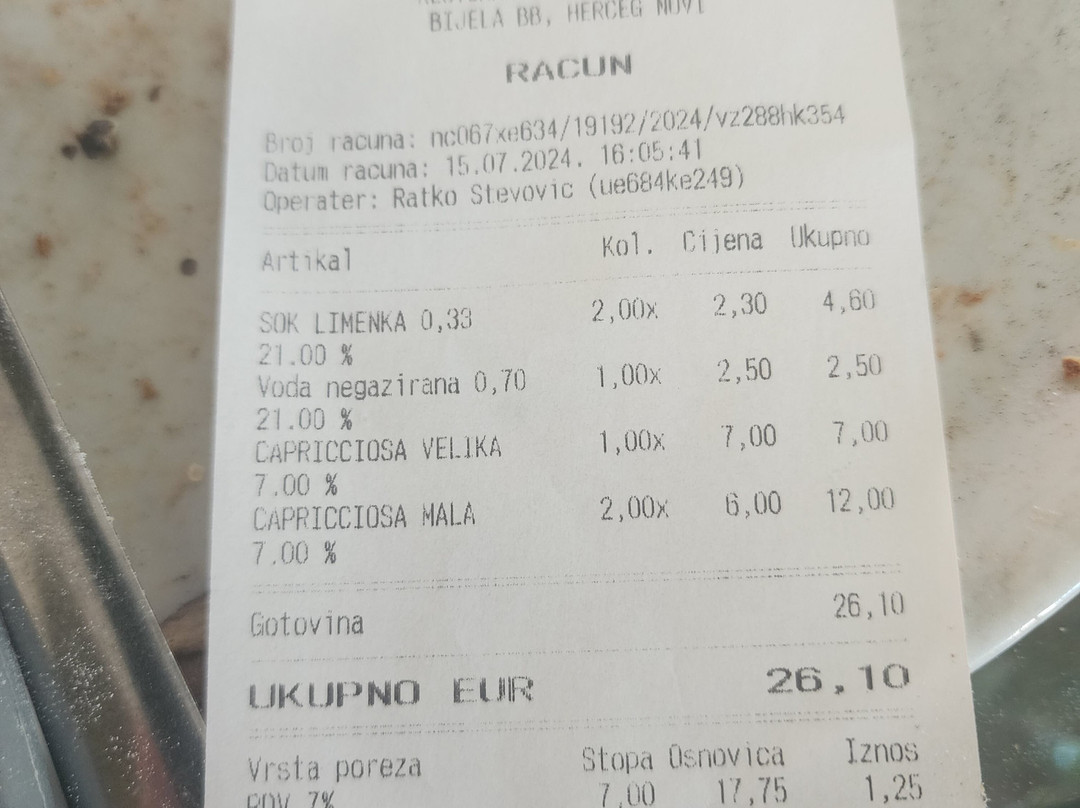 BIJELA BB, HERCEG NOVI
RACUN
Broj racuna: nc067xe634/19192/2024/vz288hk354
Datum racuna: 15.07.2024. 16:05:41
Operater: Ratko Stevovic (ue684ke249)
Artikal Kol. Cijena Ukupno
SOK LIMENKA 0,33 2,00x 2,30 4,60
21.00 %
Voda negazirana 0,70 1,00x 2,50 2,50
21.00 %
CAPRICCIOSA VELIKA 1,00x 7,00 7,00
7.00 %
CAPRICCIOSA MALA 2,00x 6,00 12,00
7.00 %
Gotovina 26,10
UKUPNO EUR 26,10
Vrsta poreza Stopa Osnovica Iznos
PDV 7% 7,00 17,75 1,25